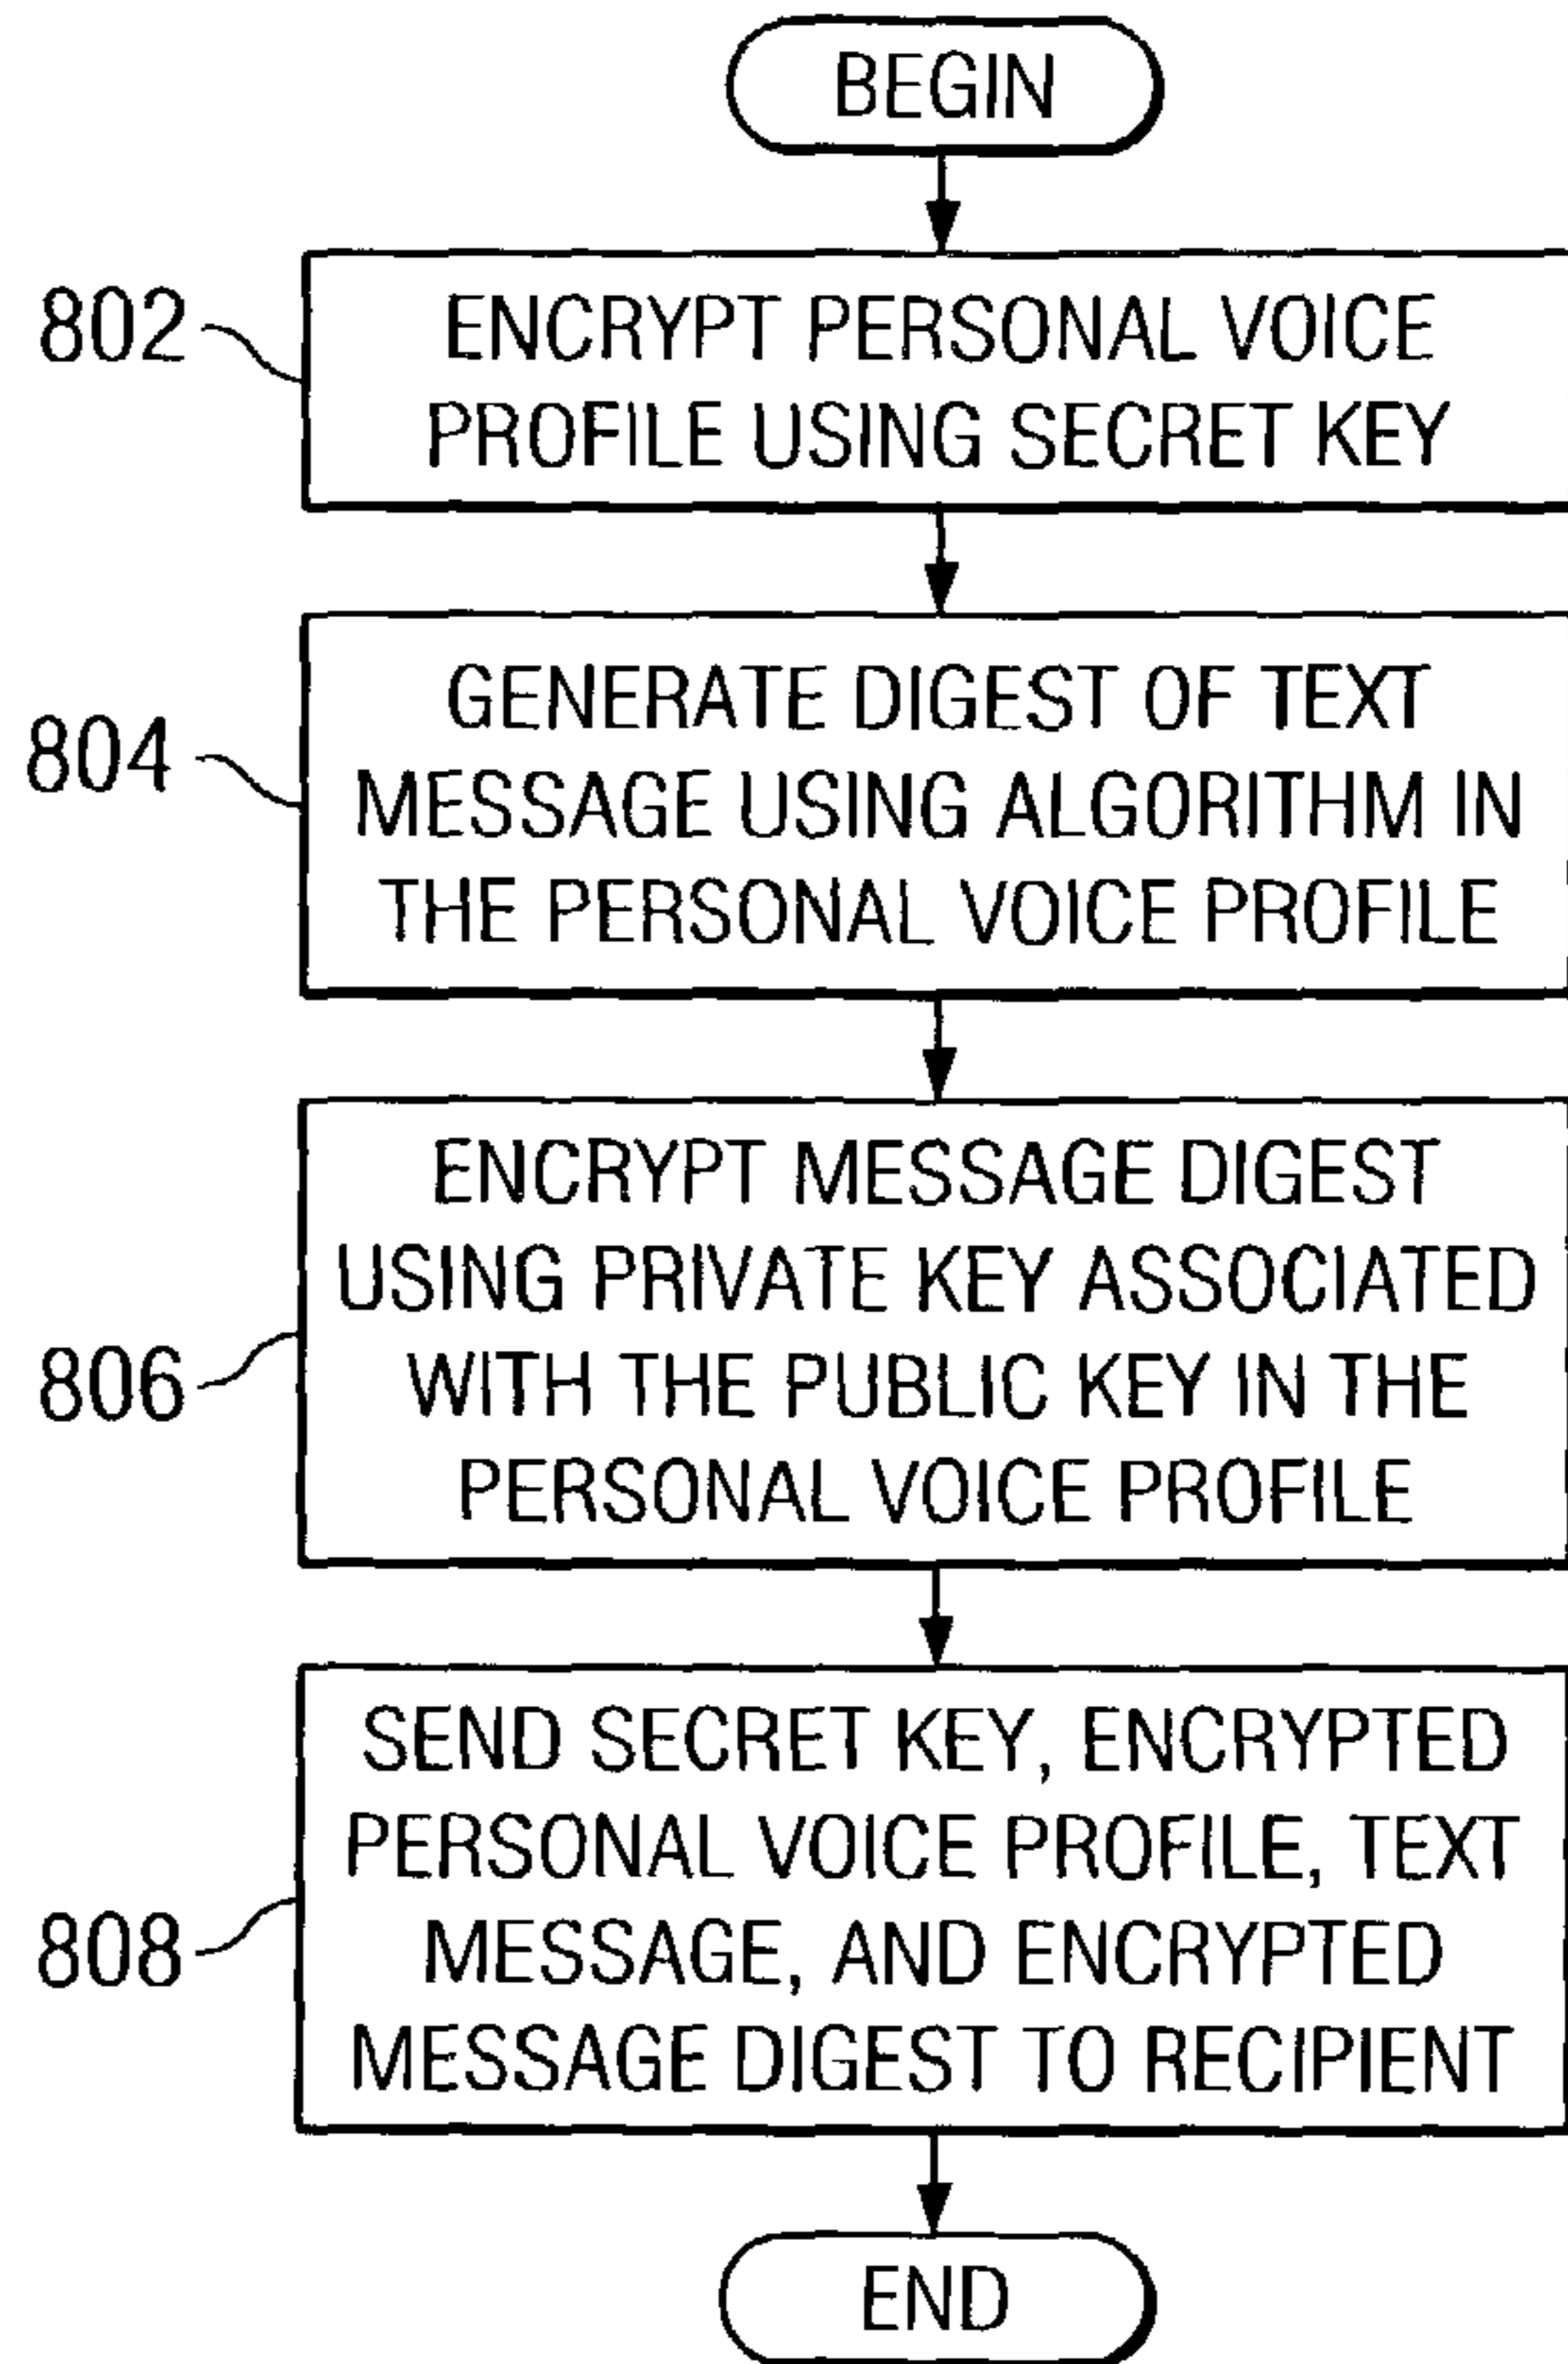 BEGIN
802
ENCRYPT PERSONAL VOICE
PROFILE USING SECRET KEY
804
GENERATE DIGEST OF TEXT
MESSAGE USING ALGORITHM IN
THE PERSONAL VOICE PROFILE
806
ENCRYPT MESSAGE DIGEST
USING PRIVATE KEY ASSOCIATED
WITH THE PUBLIC KEY IN THE
PERSONAL VOICE PROFILE
808
SEND SECRET KEY, ENCRYPTED
PERSONAL VOICE PROFILE, TEXT
MESSAGE, AND ENCRYPTED
MESSAGE DIGEST TO RECIPIENT
END